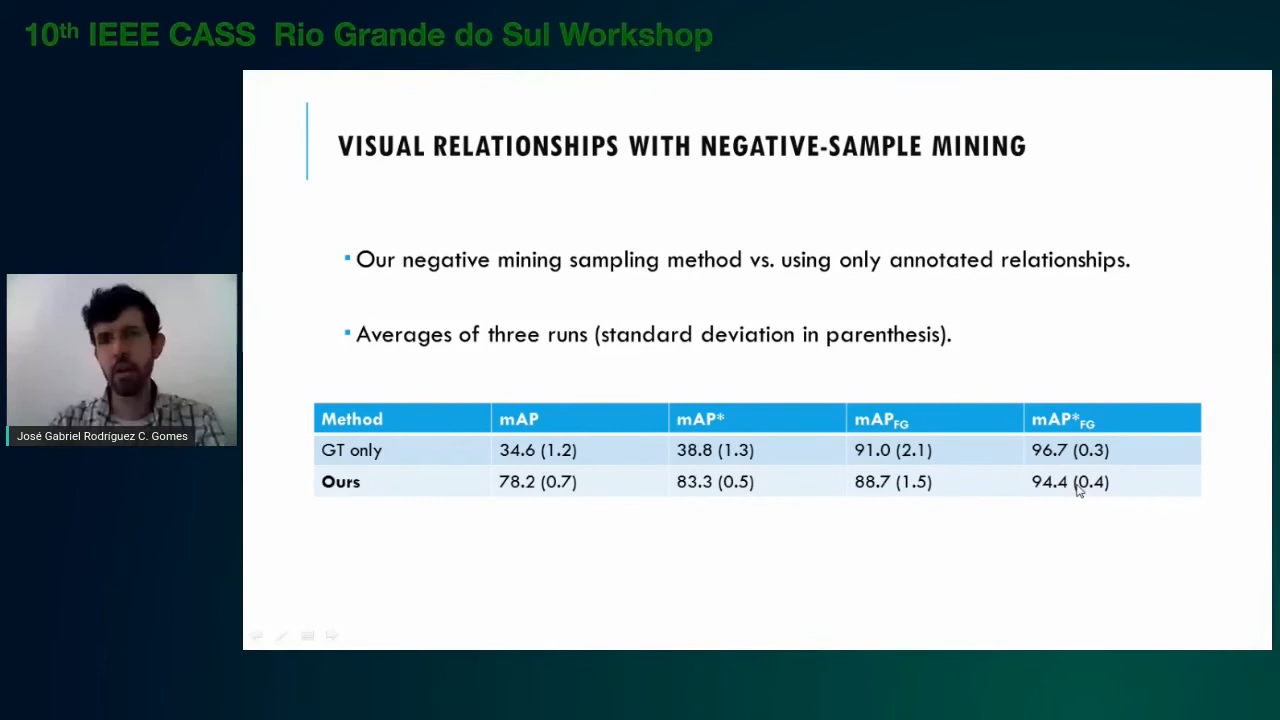 10th IEEE CASS Rio Grande do Sul Workshop
VISUAL RELATIONSHIPS WITH NEGATIVE-SAMPLE MINING
Our negative mining sampling method vs. using only annotated relationships.
Averages of three runs (standard deviation in parenthesis).
Method mAP mAP* mAPFG mAP*FG
GT only 34.6 (1.2) 38.8 (1.3) 91.0 (2.1) 96.7 (0.3)
Ours 78.2 (0.7) 83.3 (0.5) 88.7 (1.5) 94.4 (0.4)
José Gabriel Rodríguez C. Gomes